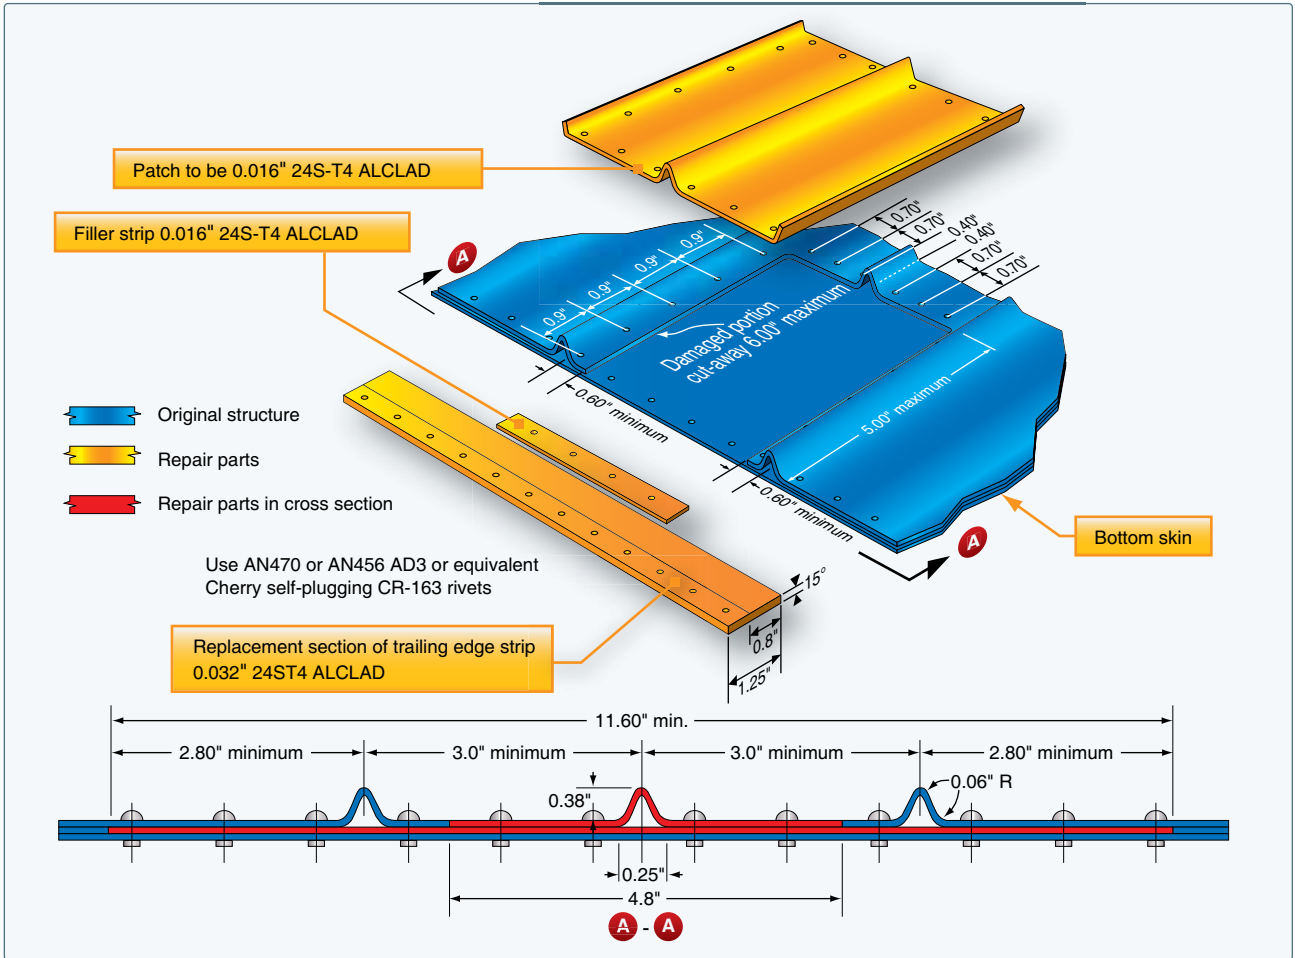 Patch to be 0.016" 24S-T4 ALCLAD
Filler strip 0.016" 24S-T4 ALCLAD
A
0.9"
0.9"
0.9"
0.9"
0.70"
0.70"
0.40"
0.40"
0.70"
0.70"
Damaged portion
cut-away 6.00" maximum
0.60" minimum
5.00" maximum
0.60" minimum
A
Bottom skin
Original structure
Repair parts
Repair parts in cross section
Use AN470 or AN456 AD3 or equivalent
Cherry self-plugging CR-163 rivets
Replacement section of trailing edge strip
0.032" 24ST4 ALCLAD
15°
0.8"
1.25"
11.60" min.
2.80" minimum
3.0" minimum
3.0" minimum
2.80" minimum
0.38"
0.06" R
0.25"
4.8"
A - A